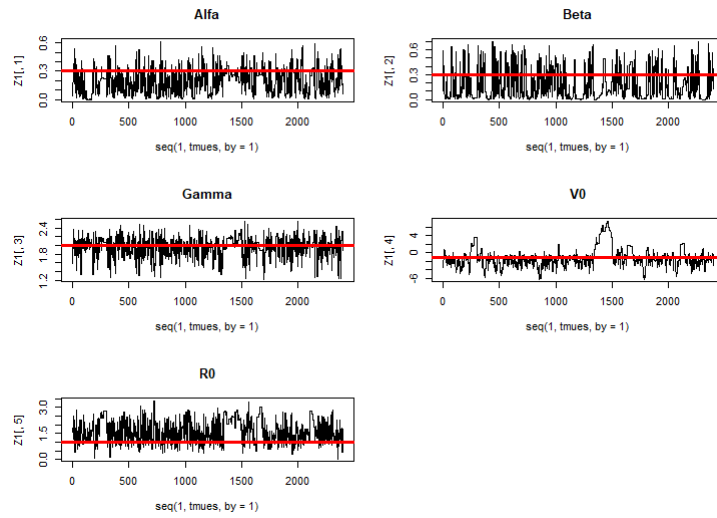 Alfa
Z1[, 1]
0.0 0.3 0.6
0 500 1000 1500 2000
seq(1, tmues, by = 1)
Beta
Z1[, 2]
0.0 0.3 0.6
0 500 1000 1500 2000
seq(1, tmues, by = 1)
Gamma
Z1[, 3]
1.2 1.8 2.4
0 500 1000 1500 2000
seq(1, tmues, by = 1)
V0
Z1[, 4]
-6 0 4
0 500 1000 1500 2000
seq(1, tmues, by = 1)
R0
Z1[, 5]
0.0 1.5 3.0
0 500 1000 1500 2000
seq(1, tmues, by = 1)